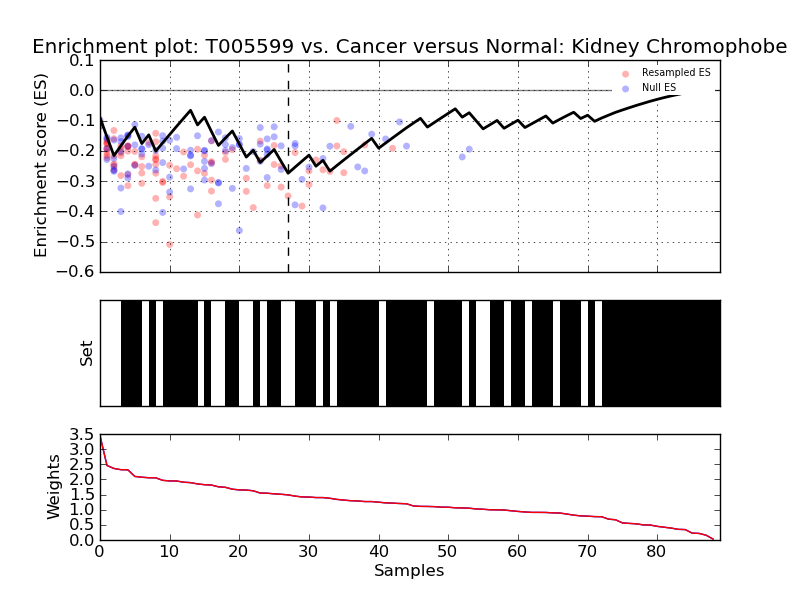 Enrichment plot: T005599 vs. Cancer versus Normal: Kidney Chromophobe
0.1
0.0
−0.1
−0.2
−0.3
−0.4
−0.5
−0.6
Enrichment score (ES)
Resampled ES
Null ES
Set
3.5
3.0
2.5
2.0
1.5
1.0
0.5
0.0
Weights
0 10 20 30 40 50 60 70 80
Samples